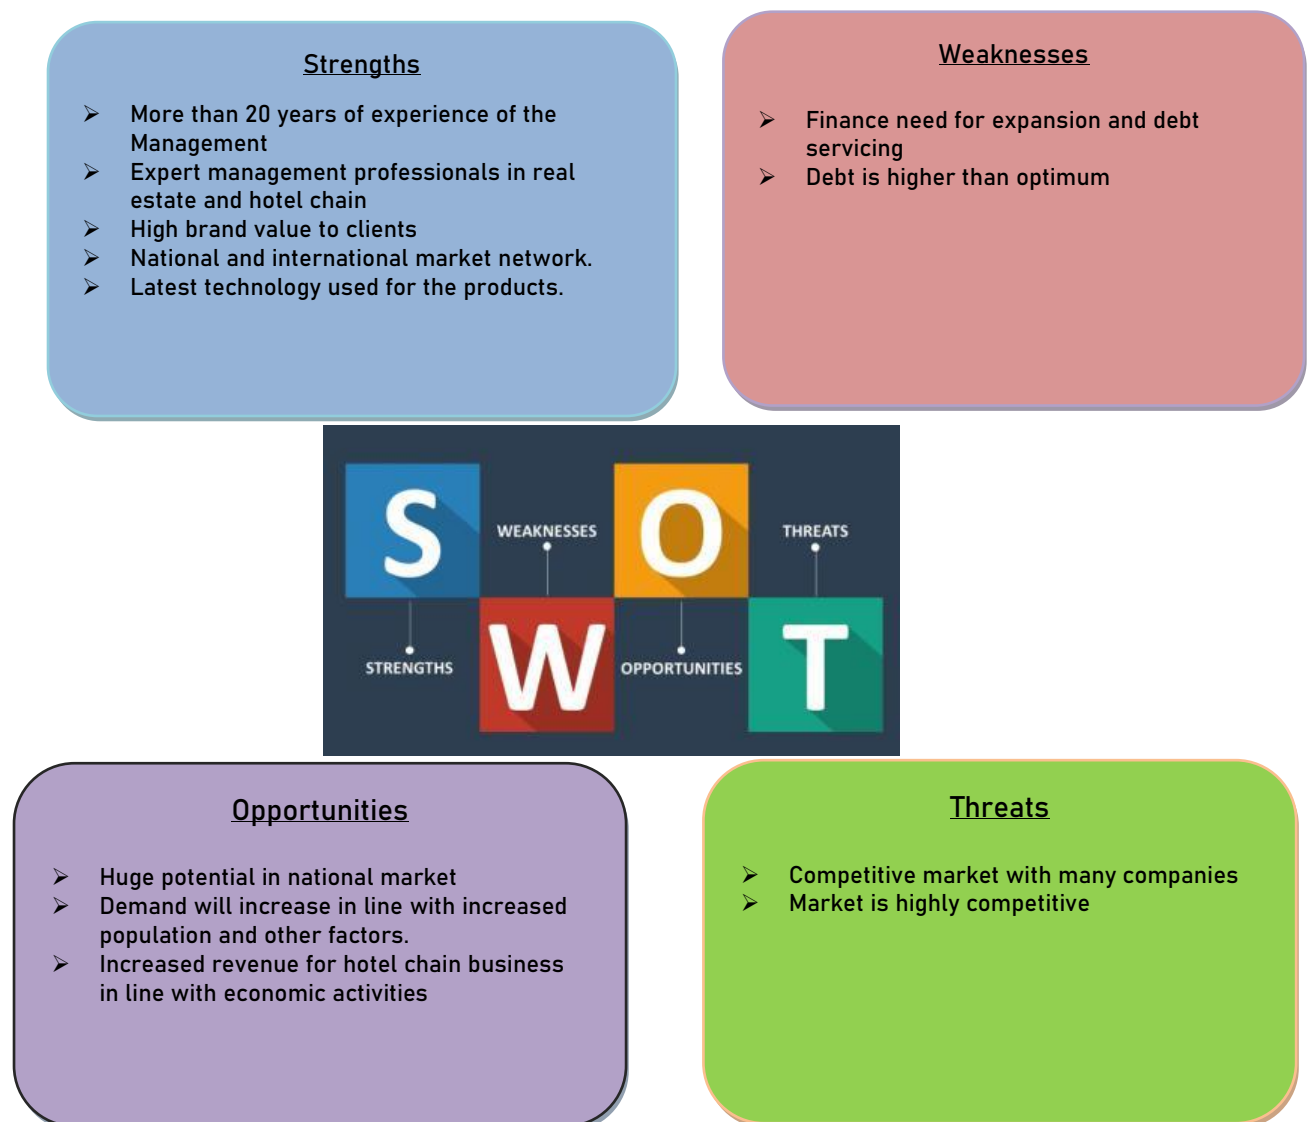 Strengths
➢ More than 20 years of experience of the
Management
➢ Expert management professionals in real
estate and hotel chain
➢ High brand value to clients
➢ National and international market network.
➢ Latest technology used for the products.
Weaknesses
➢ Finance need for expansion and debt
servicing
➢ Debt is higher than optimum
S
WEAKNESSES
O
THREATS
STRENGTHS
W
OPPORTUNITIES
T
Opportunities
➢ Huge potential in national market
➢ Demand will increase in line with increased
population and other factors.
➢ Increased revenue for hotel chain business
in line with economic activities
Threats
➢ Competitive market with many companies
➢ Market is highly competitive